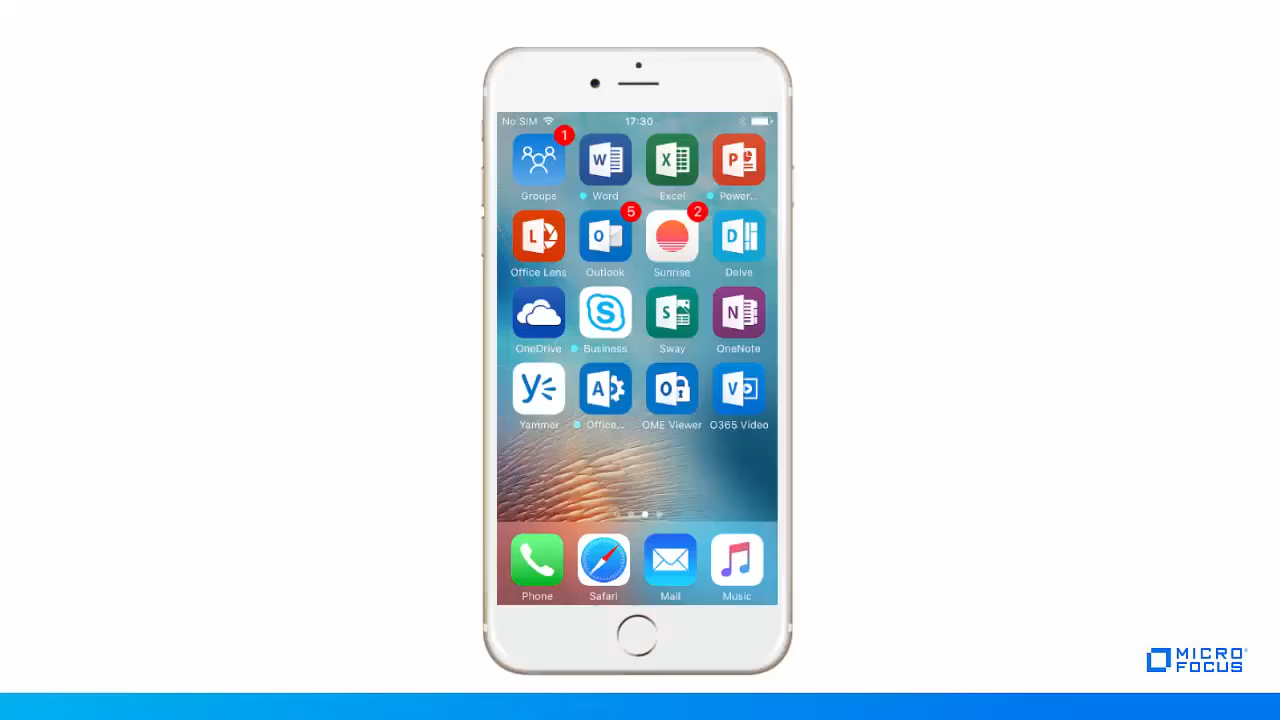 No SIM 17:30
1
Groups Word Excel Power...
5 2
Office Lens Outlook Sunrise Delve
OneDrive Business Sway OneNote
Yammer Office... OME Viewer O365 Video
Phone Safari Mail Music
MICRO
FOCUS